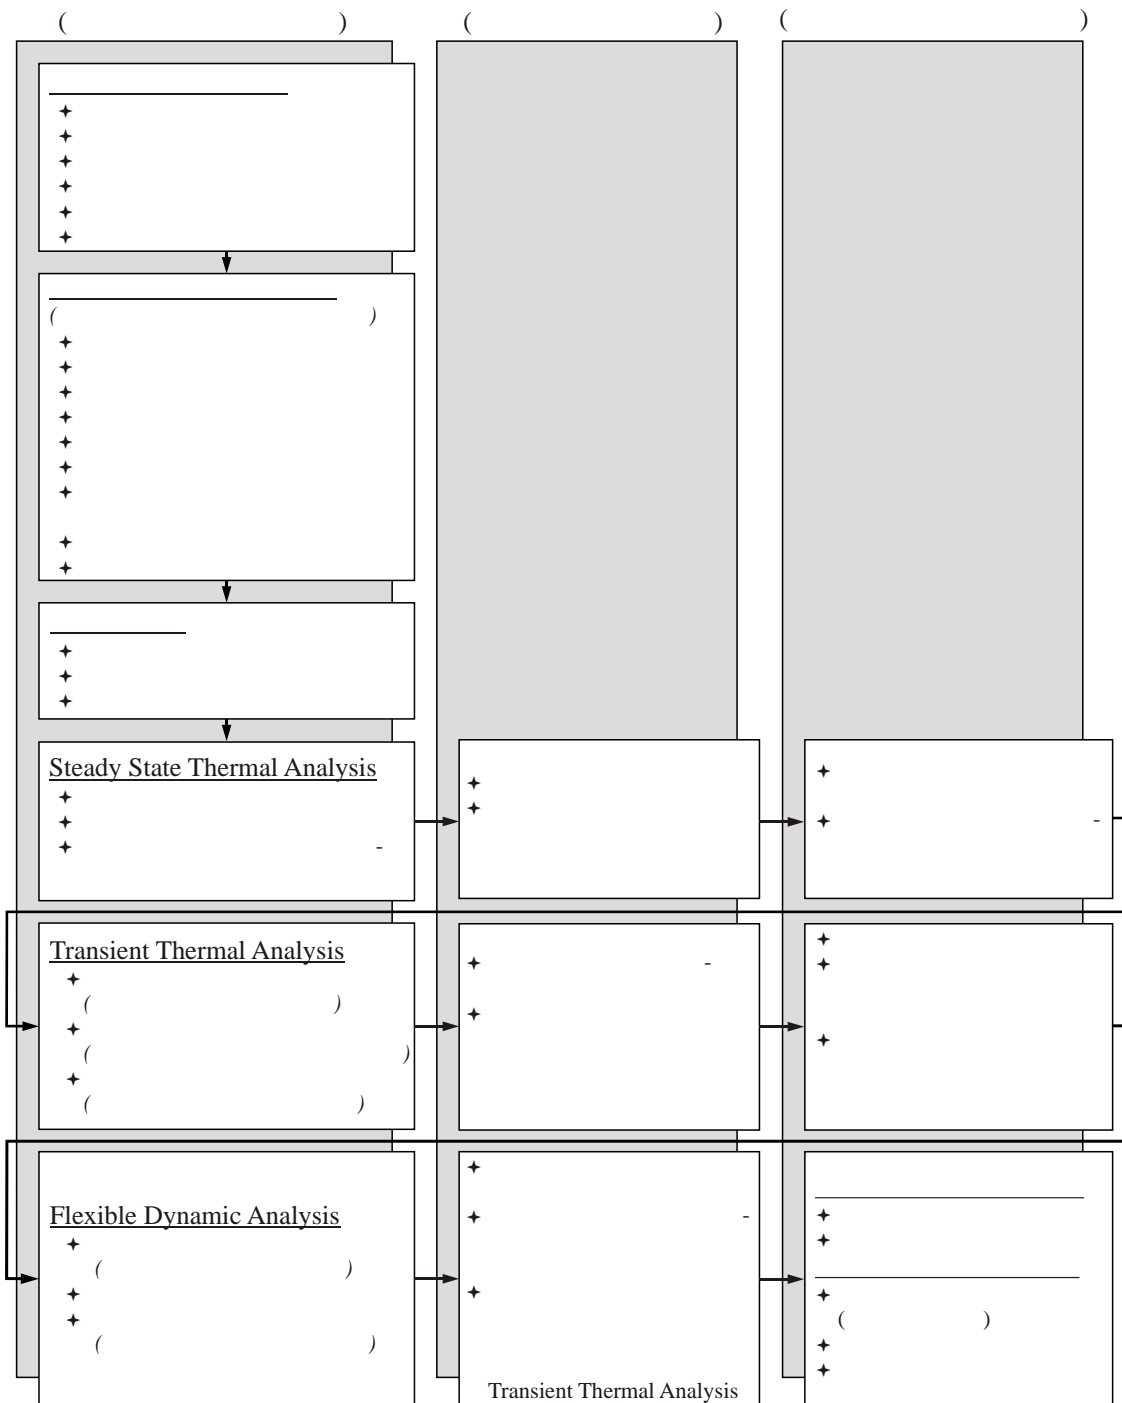 ( ) ( ) ( )
( )
Steady State Thermal Analysis
-
-
Transient Thermal Analysis
-
( )
( )
( )
Flexible Dynamic Analysis
-
( )
( )
( )
Transient Thermal Analysis